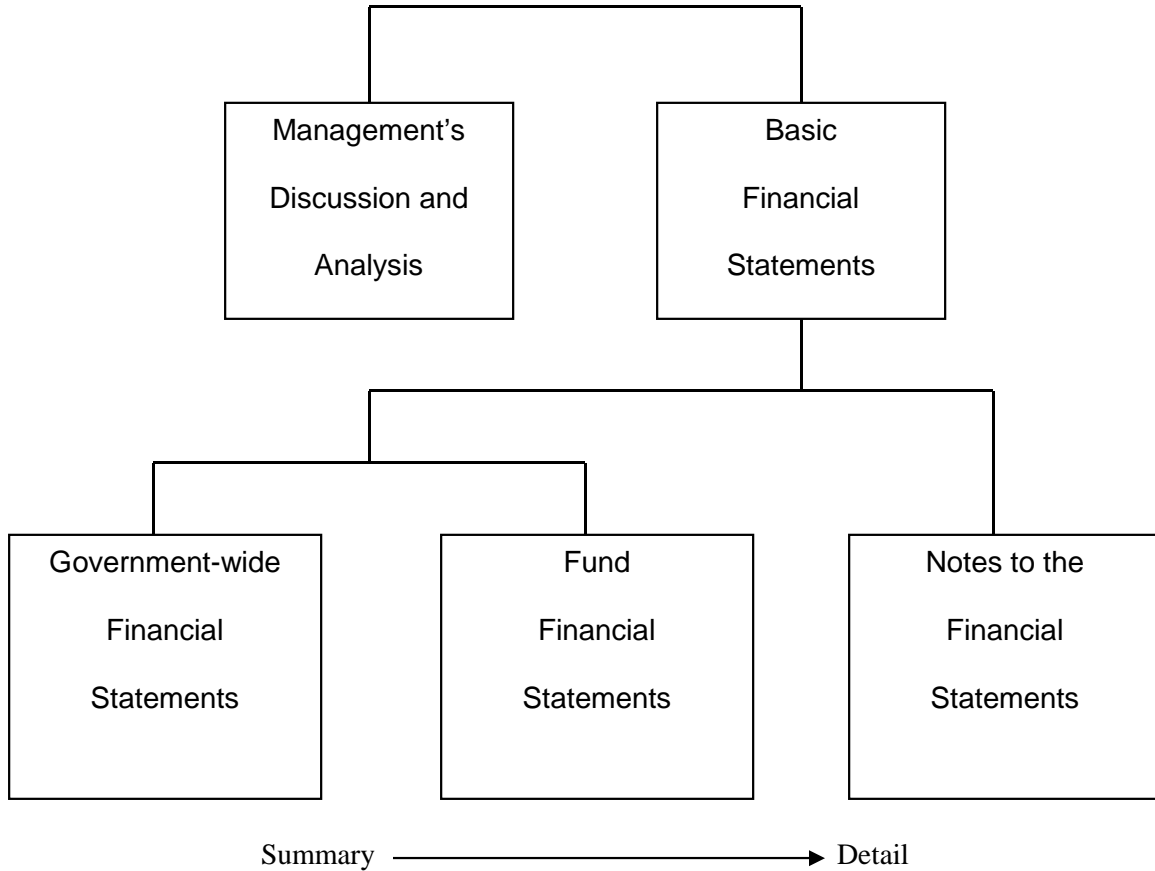 Management’s
Discussion and
Analysis
Basic
Financial
Statements
Government-wide
Financial
Statements
Fund
Financial
Statements
Notes to the
Financial
Statements
Summary
Detail